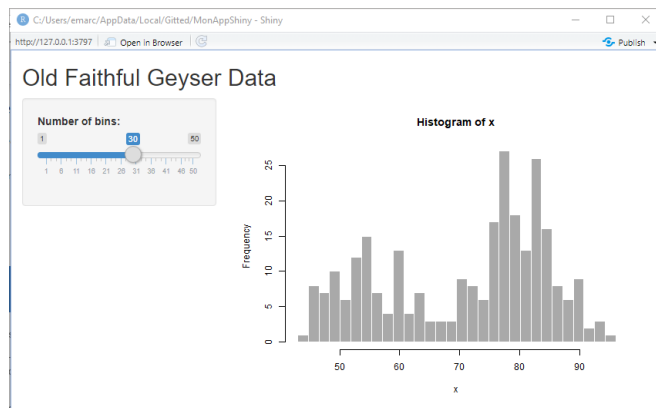 C:/Users/emarc/AppData/Local/Gitted/MonAppShiny - Shiny
http://127.0.0.1:3797 Open in Browser Publish
Old Faithful Geyser Data
Number of bins:
1 30 50
1 6 11 16 21 26 31 36 41 46 50
Histogram of x
Frequency
25
20
15
10
5
0
50 60 70 80 90
x